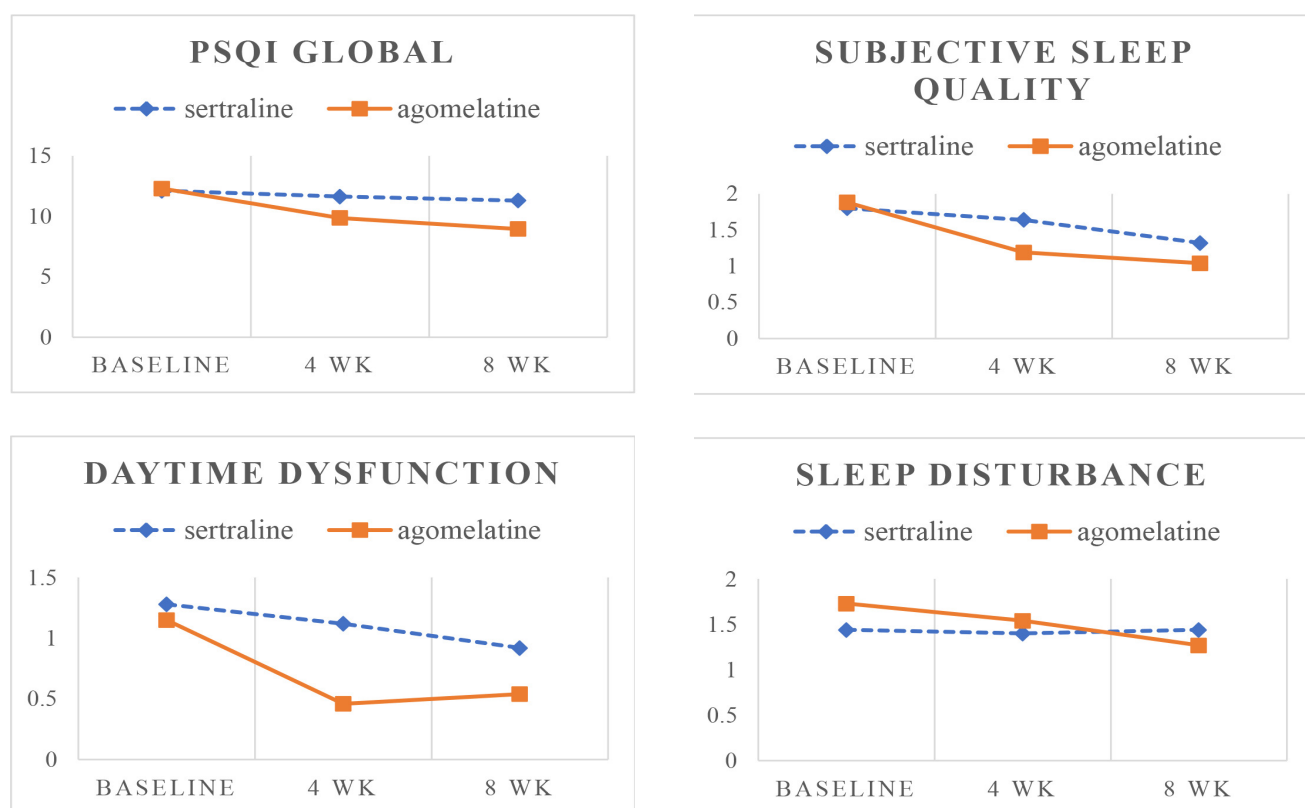 PSQI GLOBAL
sertraline agomelatine
15
10
5
0
BASELINE 4 WK 8 WK
SUBJECTIVE SLEEP
QUALITY
sertraline agomelatine
2
1.5
1
0.5
0
BASELINE 4 WK 8 WK
DAYTIME DYSFUNCTION
sertraline agomelatine
1.5
1
0.5
0
BASELINE 4 WK 8 WK
SLEEP DISTURBANCE
sertraline agomelatine
2
1.5
1
0.5
0
BASELINE 4 WK 8 WK